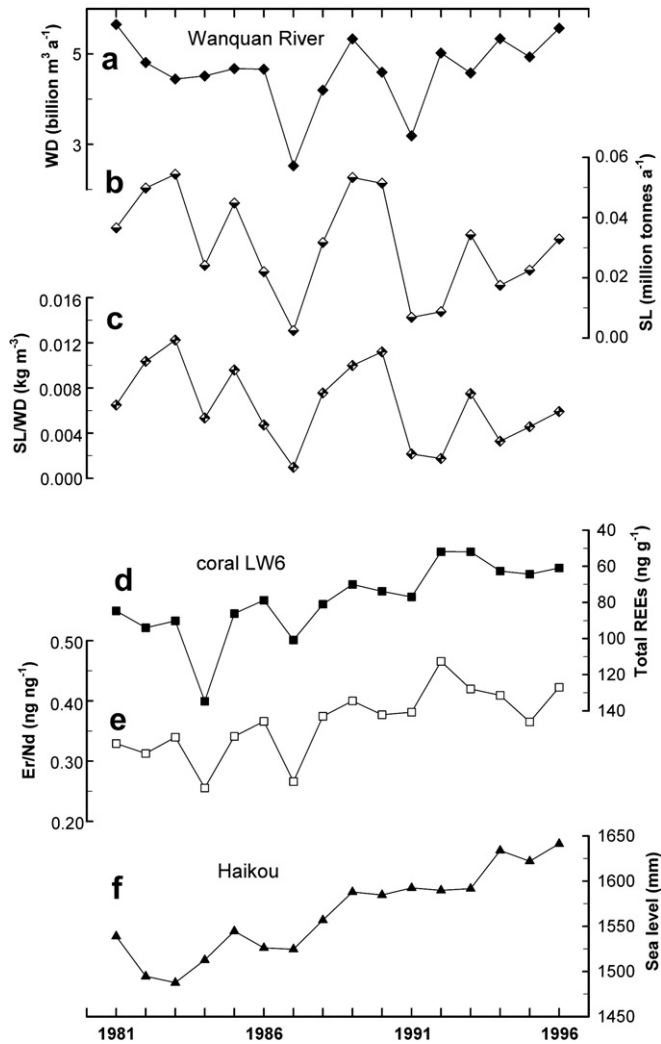 Wanquan River
a
WD (billion m³ a⁻¹)
5
3
b
SL (million tonnes a⁻¹)
0.06
0.04
0.02
0.00
c
SL/WD (kg m⁻³)
0.016
0.012
0.008
0.004
0.000
coral LW6
d
Total REEs (ng g⁻¹)
40
60
80
100
120
140
e
Er/Nd (ng ng⁻¹)
0.50
0.40
0.30
0.20
Haikou
f
Sea level (mm)
1650
1600
1550
1500
1450
1981 1986 1991 1996